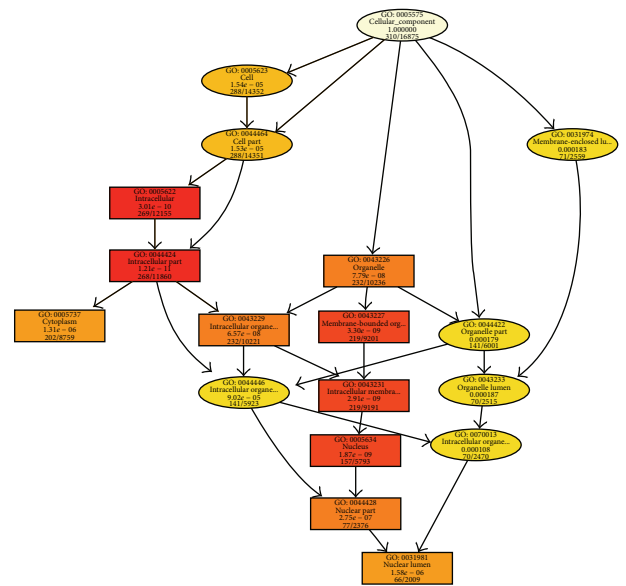 GO: 0005575
Cellular_component
1.000000
310/16875
GO: 0005623
Cell
1.54e − 05
288/14352
GO: 0044464
Cell part
1.53e − 05
288/14351
GO: 0031974
Membrane-enclosed lu...
0.000183
71/2559
GO: 0005622
Intracellular
3.01e − 10
269/12155
GO: 0044424
Intracellular part
1.21e − 11
268/11860
GO: 0043226
Organelle
7.79e − 08
232/10236
GO: 0005737
Cytoplasm
1.31e − 06
202/8759
GO: 0043229
Intracellular organe...
6.57e − 08
232/10221
GO: 0043227
Membrane-bounded org...
3.30e − 09
219/9201
GO: 0044422
Organelle part
0.000179
141/6001
GO: 0044446
Intracellular organe...
9.02e − 05
141/5923
GO: 0043231
Intracellular membra...
2.91e − 09
219/9191
GO: 0043233
Organelle lumen
0.000187
70/2515
GO: 0005634
Nucleus
1.87e − 09
157/5793
GO: 0070013
Intracellular organe...
0.000108
70/2470
GO: 0044428
Nuclear part
2.75e − 07
77/2376
GO: 0031981
Nuclear lumen
1.58e − 06
66/2009